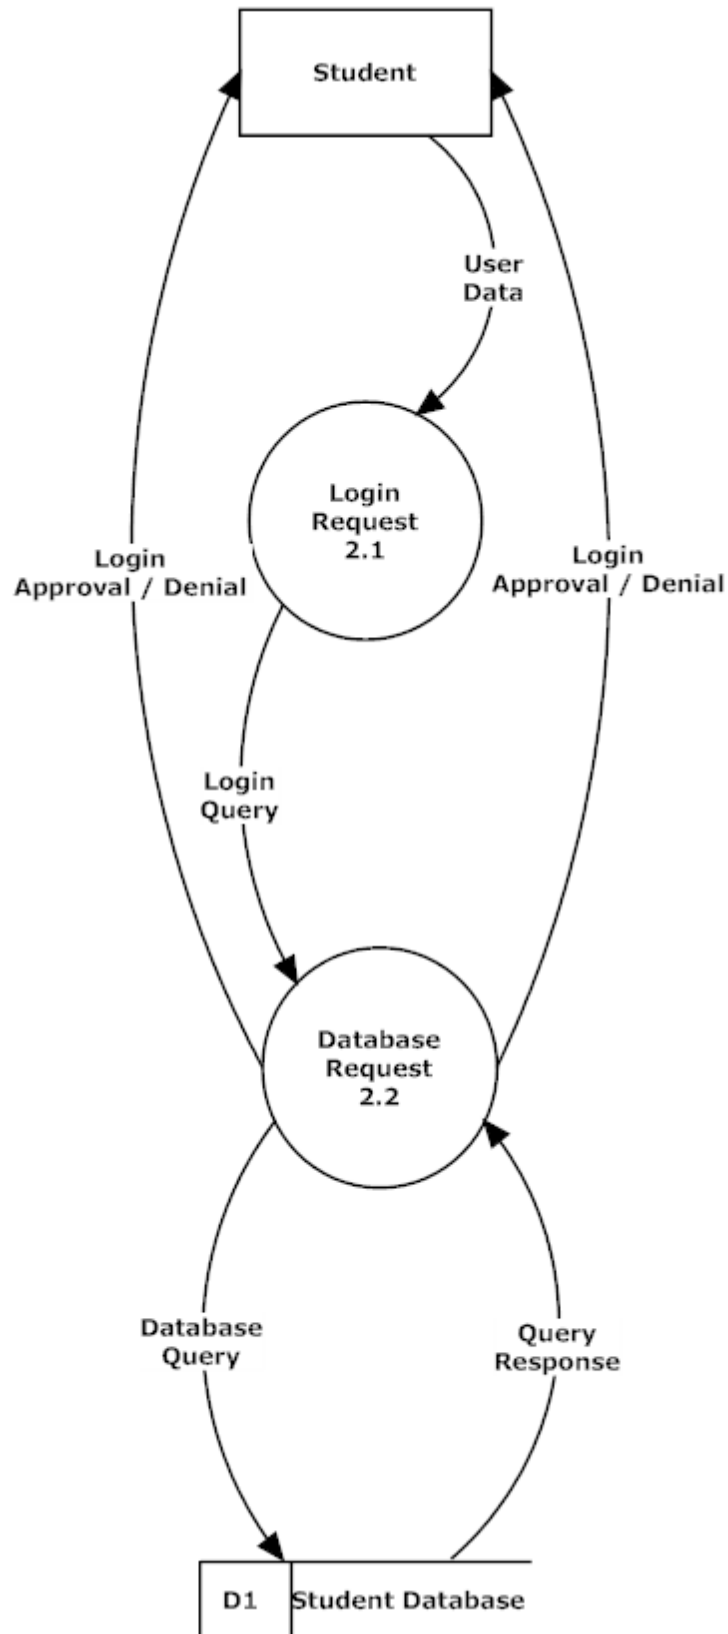 Student
User
Data
Login
Request
2.1
Login
Approval / Denial
Login
Approval / Denial
Login
Query
Database
Request
2.2
Database
Query
Query
Response
D1
Student Database